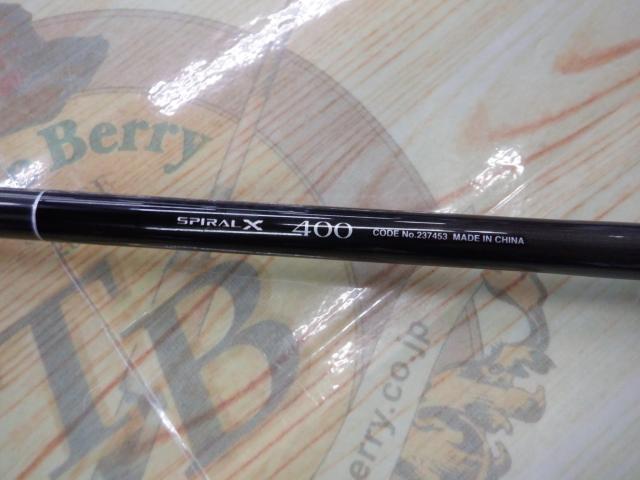 Berry
SPIRAL X 400 CODE No.237453 MADE IN CHINA
TB
erry.co.jp